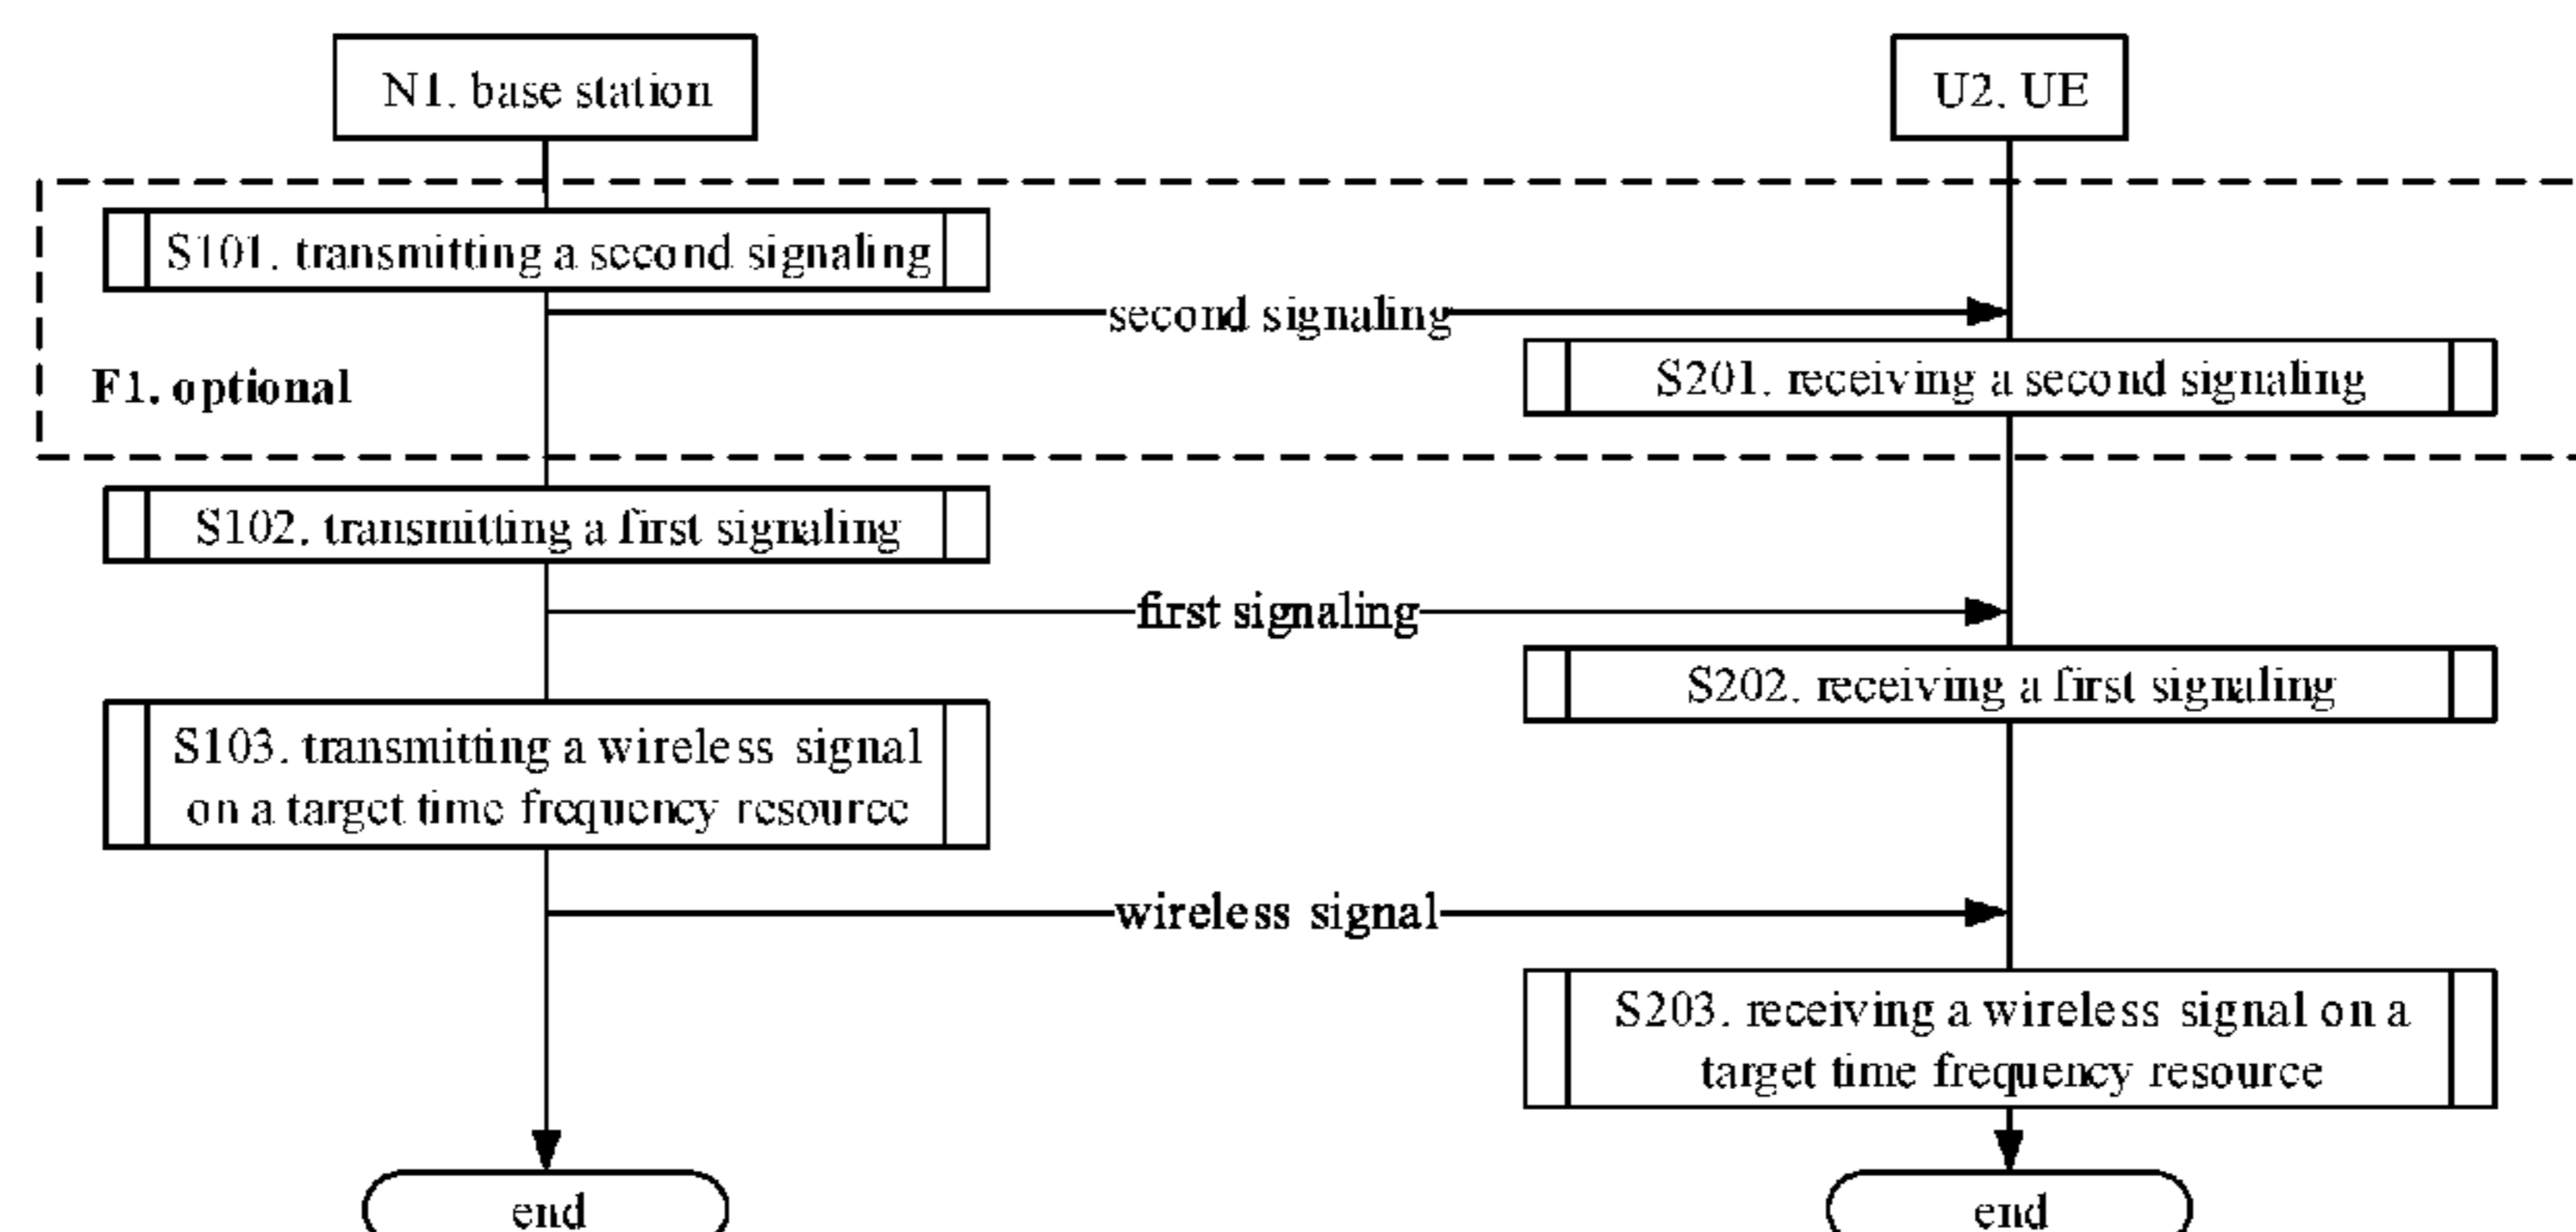 N1. base station
U2. UE
S101. transmitting a second signaling
second signaling
S201. receiving a second signaling
F1. optional
S102. transmitting a first signaling
first signaling
S202. receiving a first signaling
S103. transmitting a wireless signal
on a target time frequency resource
wireless signal
S203. receiving a wireless signal on a
target time frequency resource
end
end